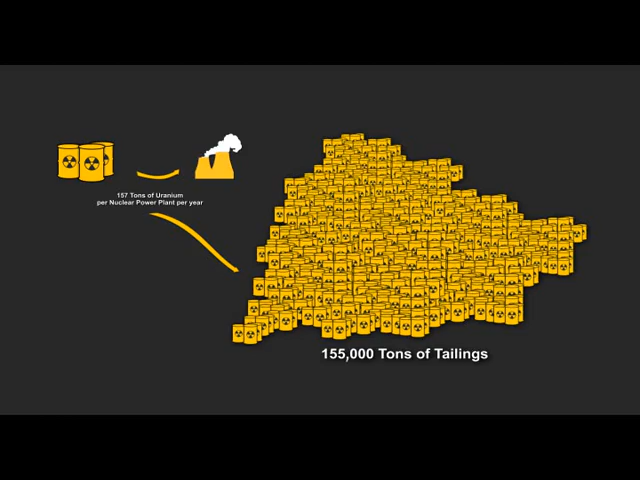 157 Tons of Uranium
per Nuclear Power Plant per year
155,000 Tons of Tailings